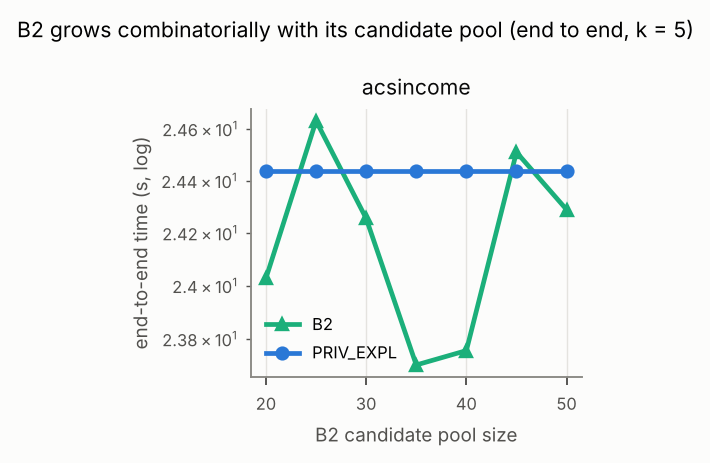 B2 grows combinatorially with its candidate pool (end to end, k = 5)
acsincome
end-to-end time (s, log)
2.46 × 10¹
2.44 × 10¹
2.42 × 10¹
2.4 × 10¹
2.38 × 10¹
B2
PRIV_EXPL
20 30 40 50
B2 candidate pool size